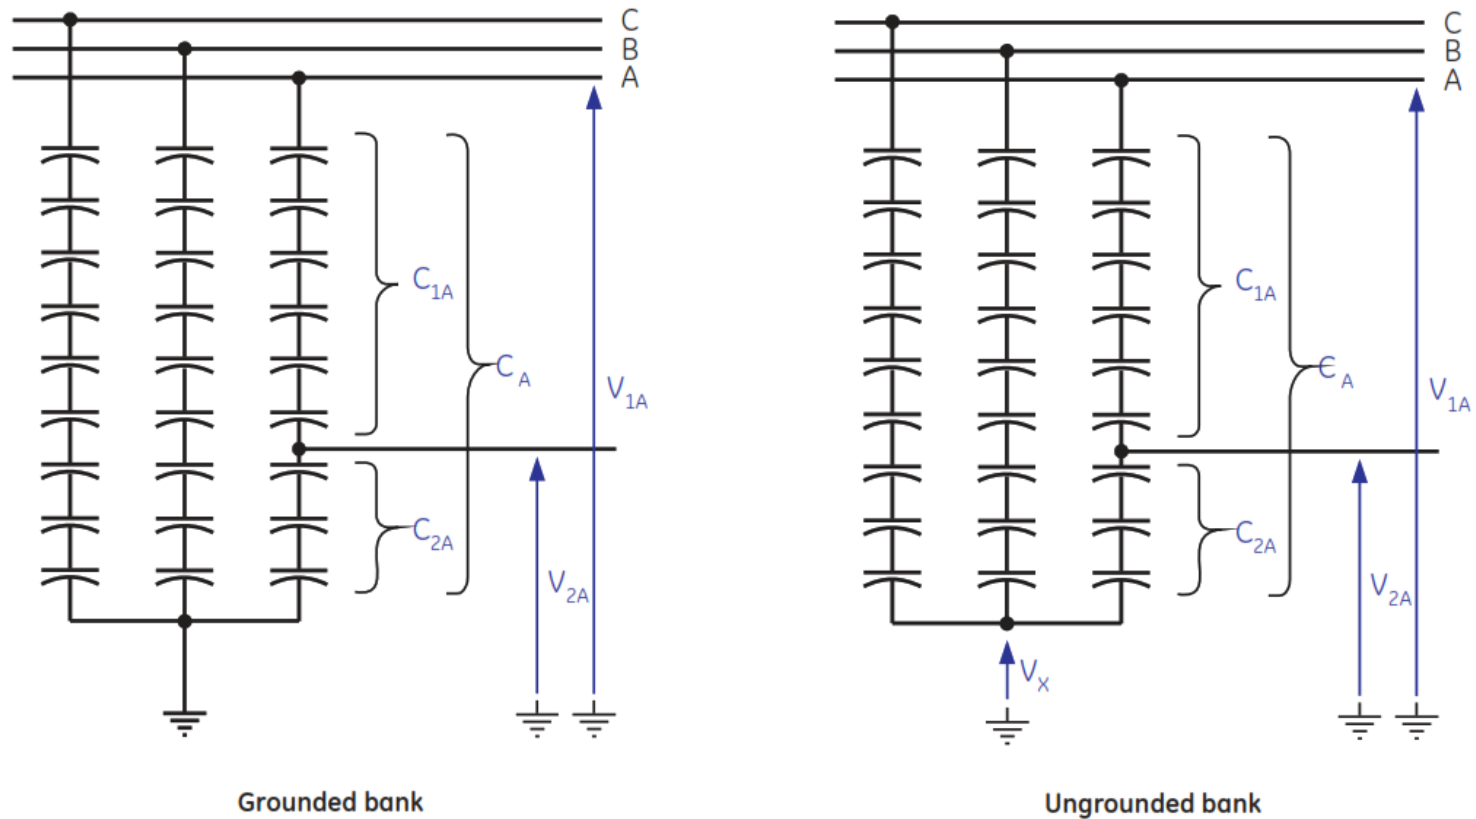 C
B
A
C1A
CA
V1A
C2A
V2A
Grounded bank
C
B
A
C1A
CA
V1A
C2A
V2A
VX
Ungrounded bank